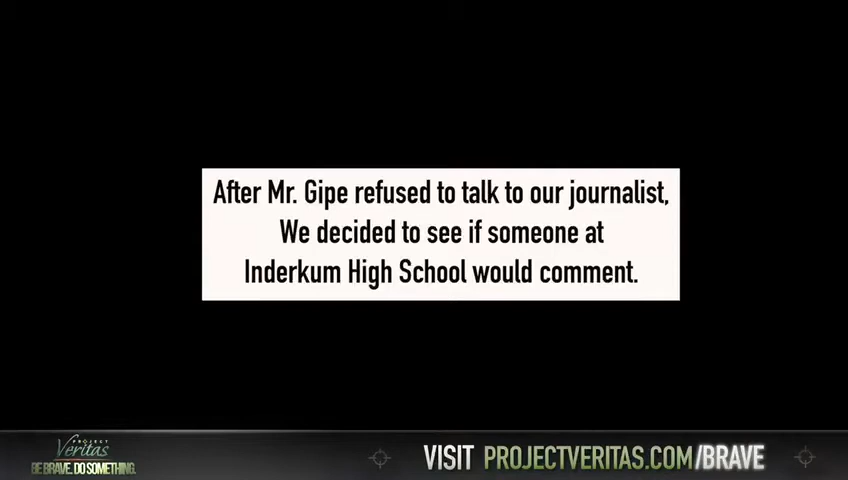 After Mr. Gipe refused to talk to our journalist,
We decided to see if someone at
Inderkum High School would comment.
PROJECT
Veritas
BE BRAVE. DO SOMETHING.
VISIT PROJECTVERITAS.COM/BRAVE